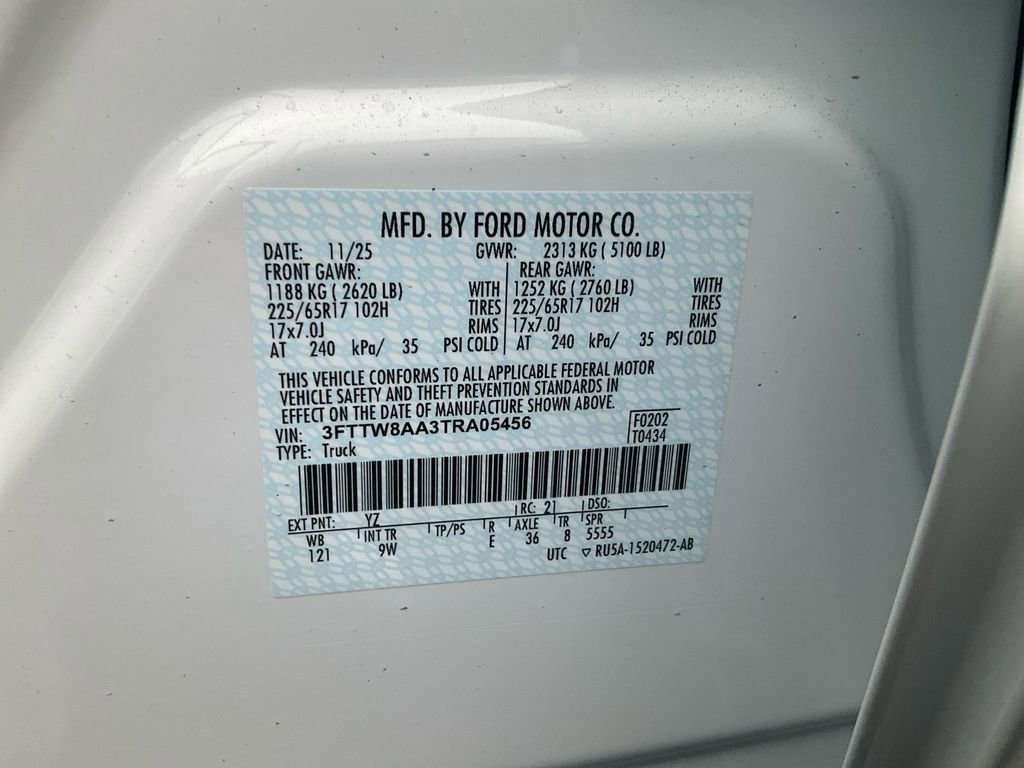 MFD. BY FORD MOTOR CO.
DATE: 11/25 GVWR: 2313 KG ( 5100 LB)
FRONT GAWR: REAR GAWR:
1188 KG ( 2620 LB) WITH 1252 KG ( 2760 LB) WITH
225/65R17 102H TIRES 225/65R17 102H TIRES
17x7.0J RIMS 17x7.0J RIMS
AT 240 kPa/ 35 PSI COLD AT 240 kPa/ 35 PSI COLD
THIS VEHICLE CONFORMS TO ALL APPLICABLE FEDERAL MOTOR
VEHICLE SAFETY AND THEFT PREVENTION STANDARDS IN
EFFECT ON THE DATE OF MANUFACTURE SHOWN ABOVE.
VIN: 3FTTW8AA3TRA05456 F0202
TYPE: Truck T0434
EXT PNT: YZ RC: 21 DSO:
WB INT TR TP/PS R AXLE TR SPR
121 9W E 36 8 5555
UTC ▽ RU5A-1520472-AB